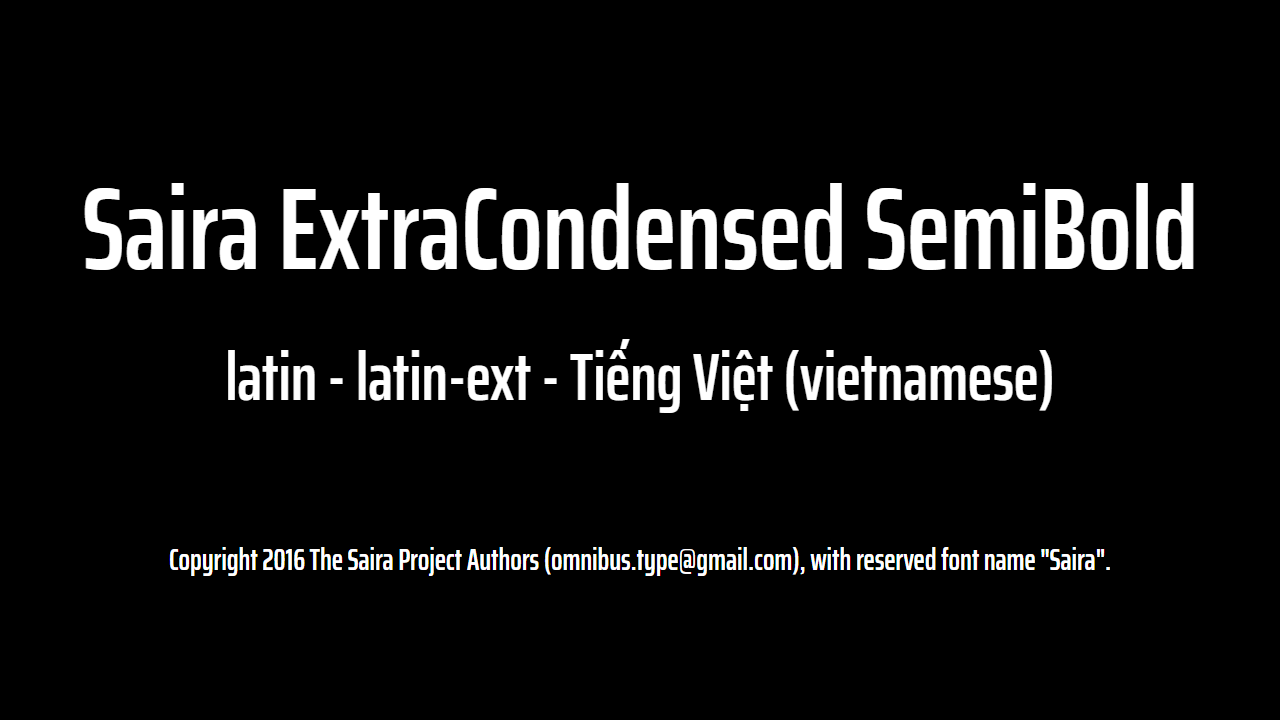 Saira ExtraCondensed SemiBold
latin - latin-ext - Tiếng Việt (vietnamese)
Copyright 2016 The Saira Project Authors (omnibus.type@gmail.com), with reserved font name "Saira".